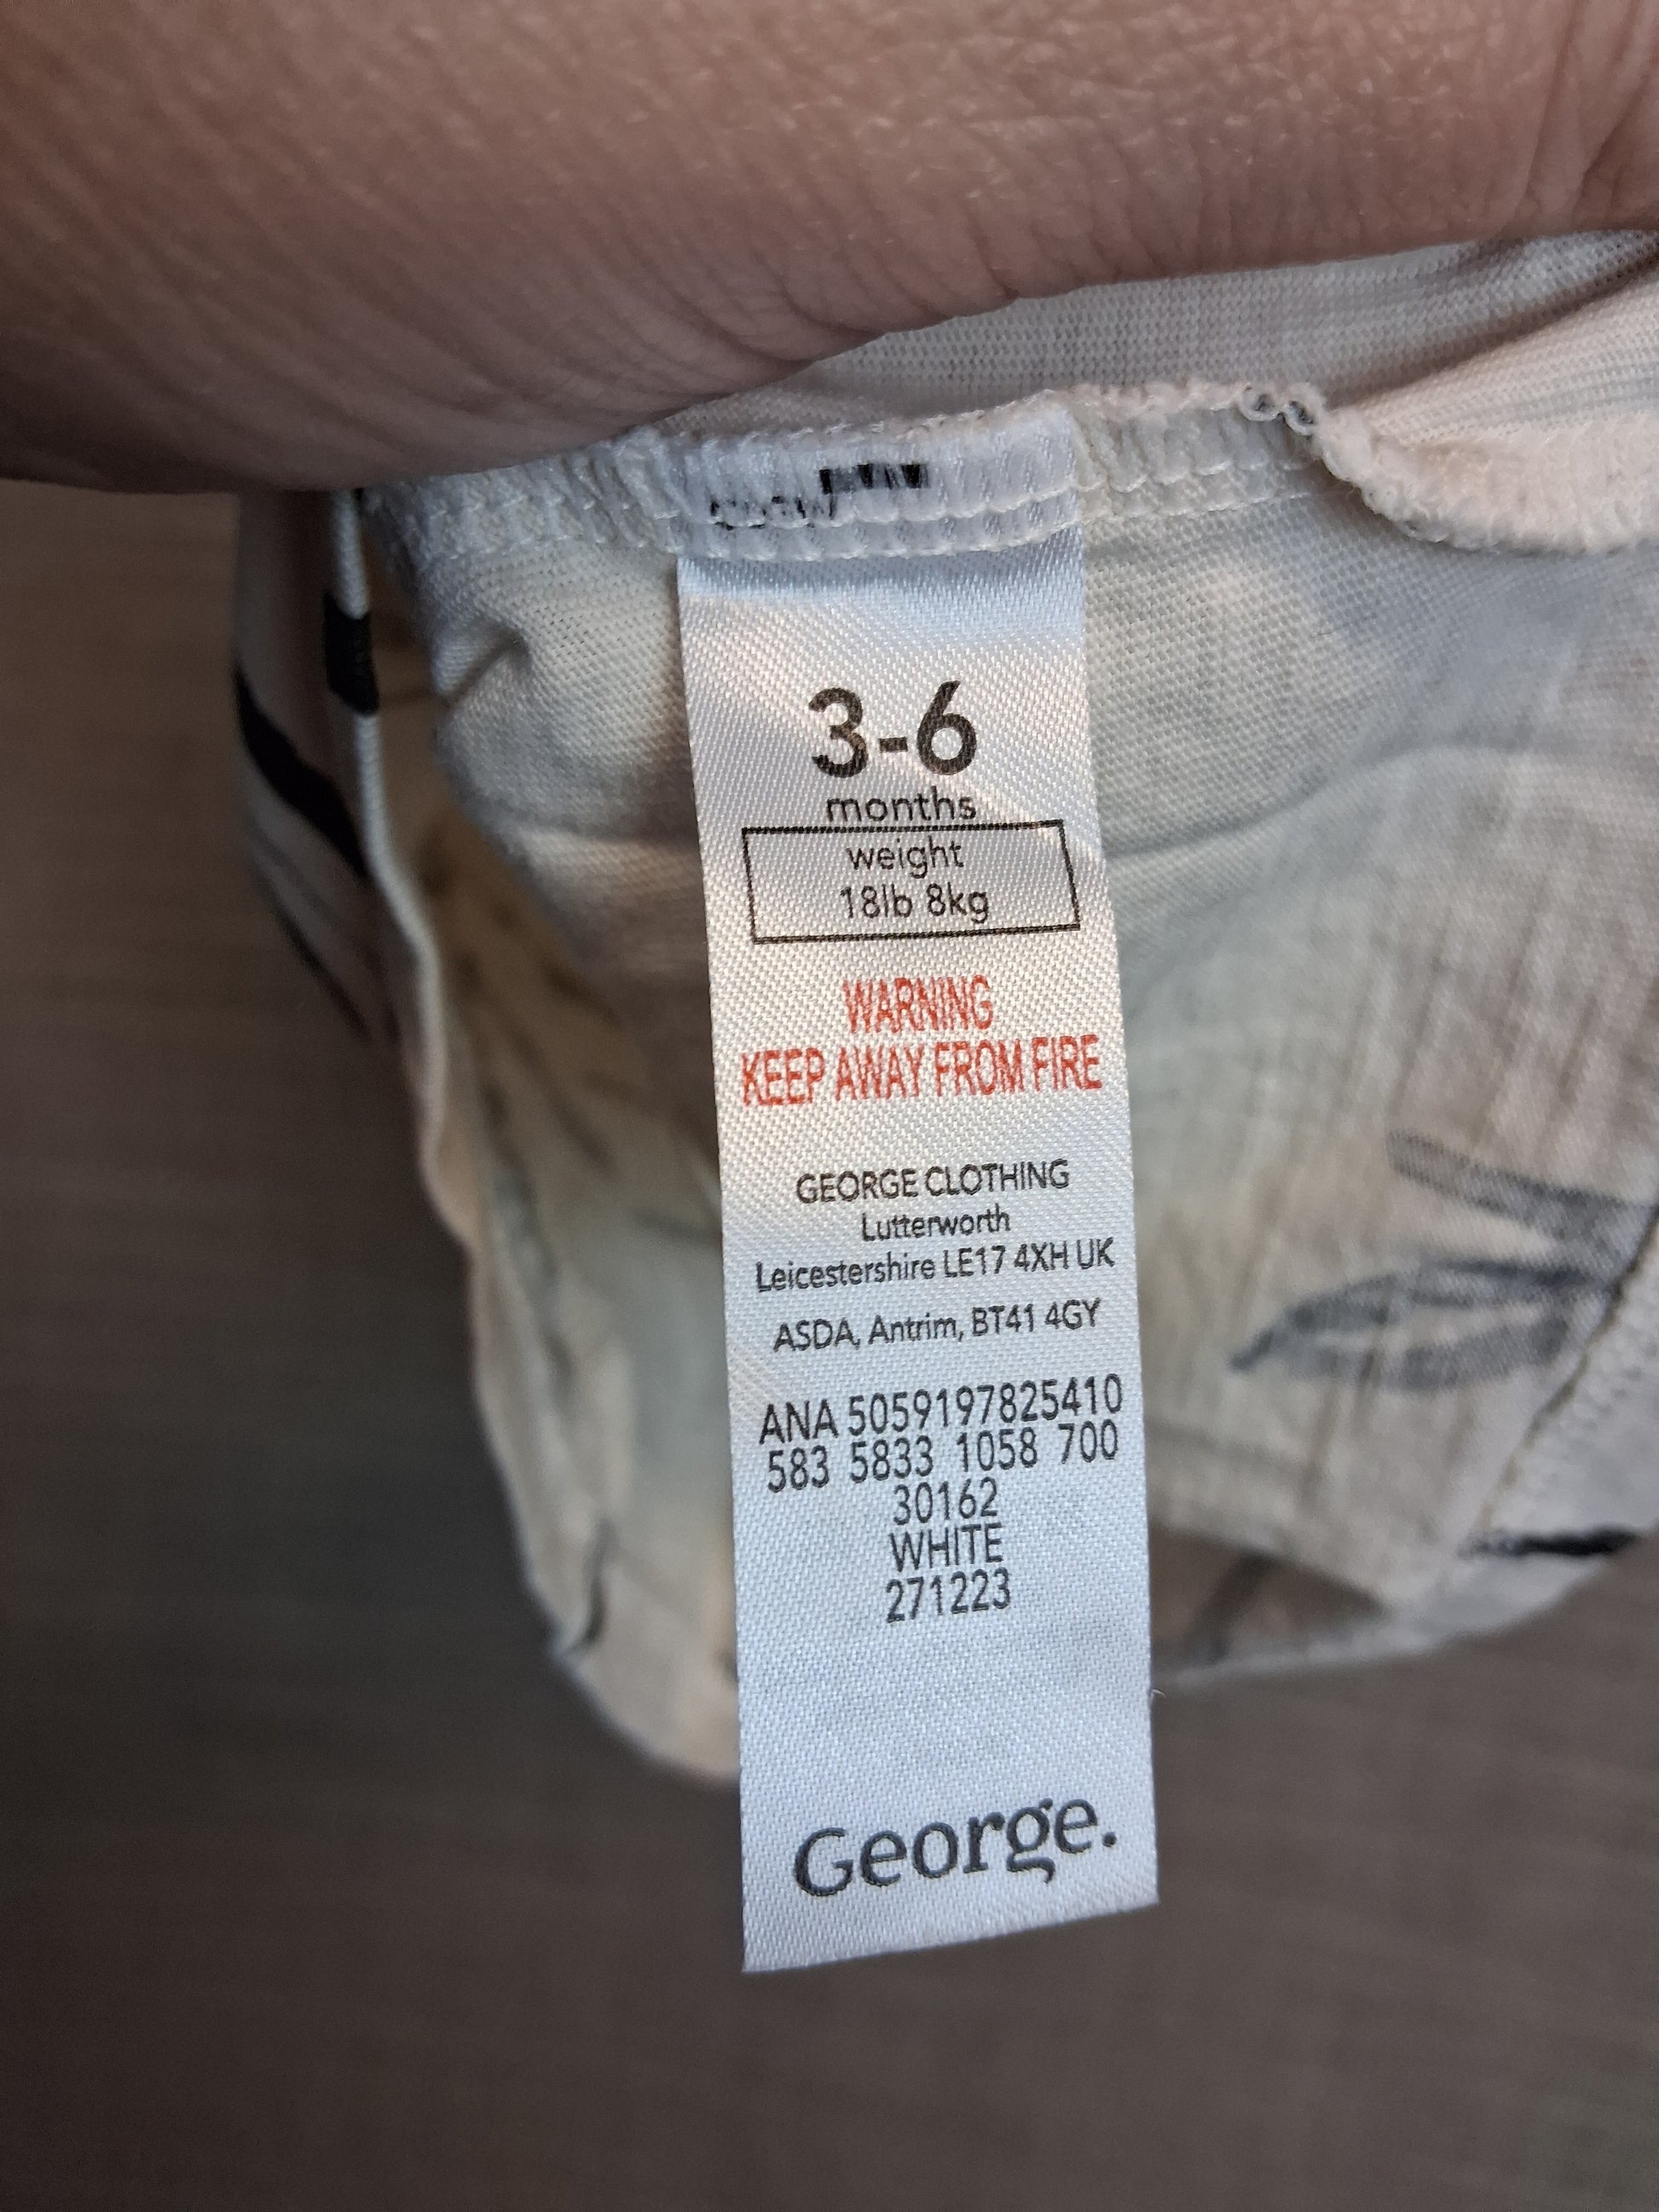 3-6
months
weight
18lb 8kg
WARNING
KEEP AWAY FROM FIRE
GEORGE CLOTHING
Lutterworth
Leicestershire LE17 4XH UK
ASDA, Antrim, BT41 4GY
ANA 5059197825410
583 5833 1058 700
30162
WHITE
271223
George.